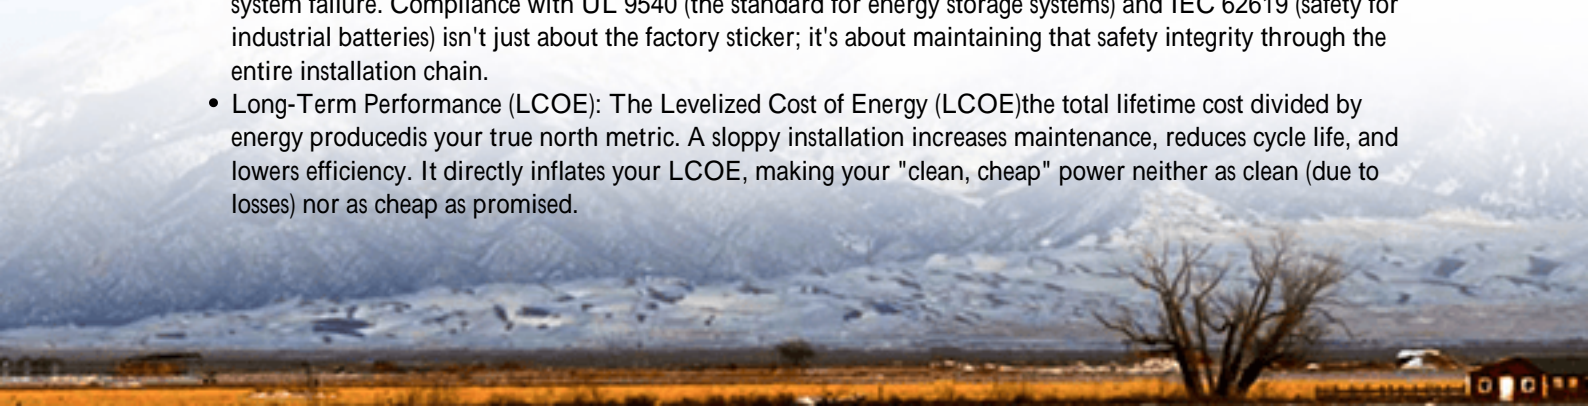 system failure. Compliance with UL 9540 (the standard for energy storage systems) and IEC 62619 (safety for
industrial batteries) isn't just about the factory sticker; it's about maintaining that safety integrity through the
entire installation chain.
• Long-Term Performance (LCOE): The Levelized Cost of Energy (LCOE)the total lifetime cost divided by
energy producedis your true north metric. A sloppy installation increases maintenance, reduces cycle life, and
lowers efficiency. It directly inflates your LCOE, making your "clean, cheap" power neither as clean (due to
losses) nor as cheap as promised.